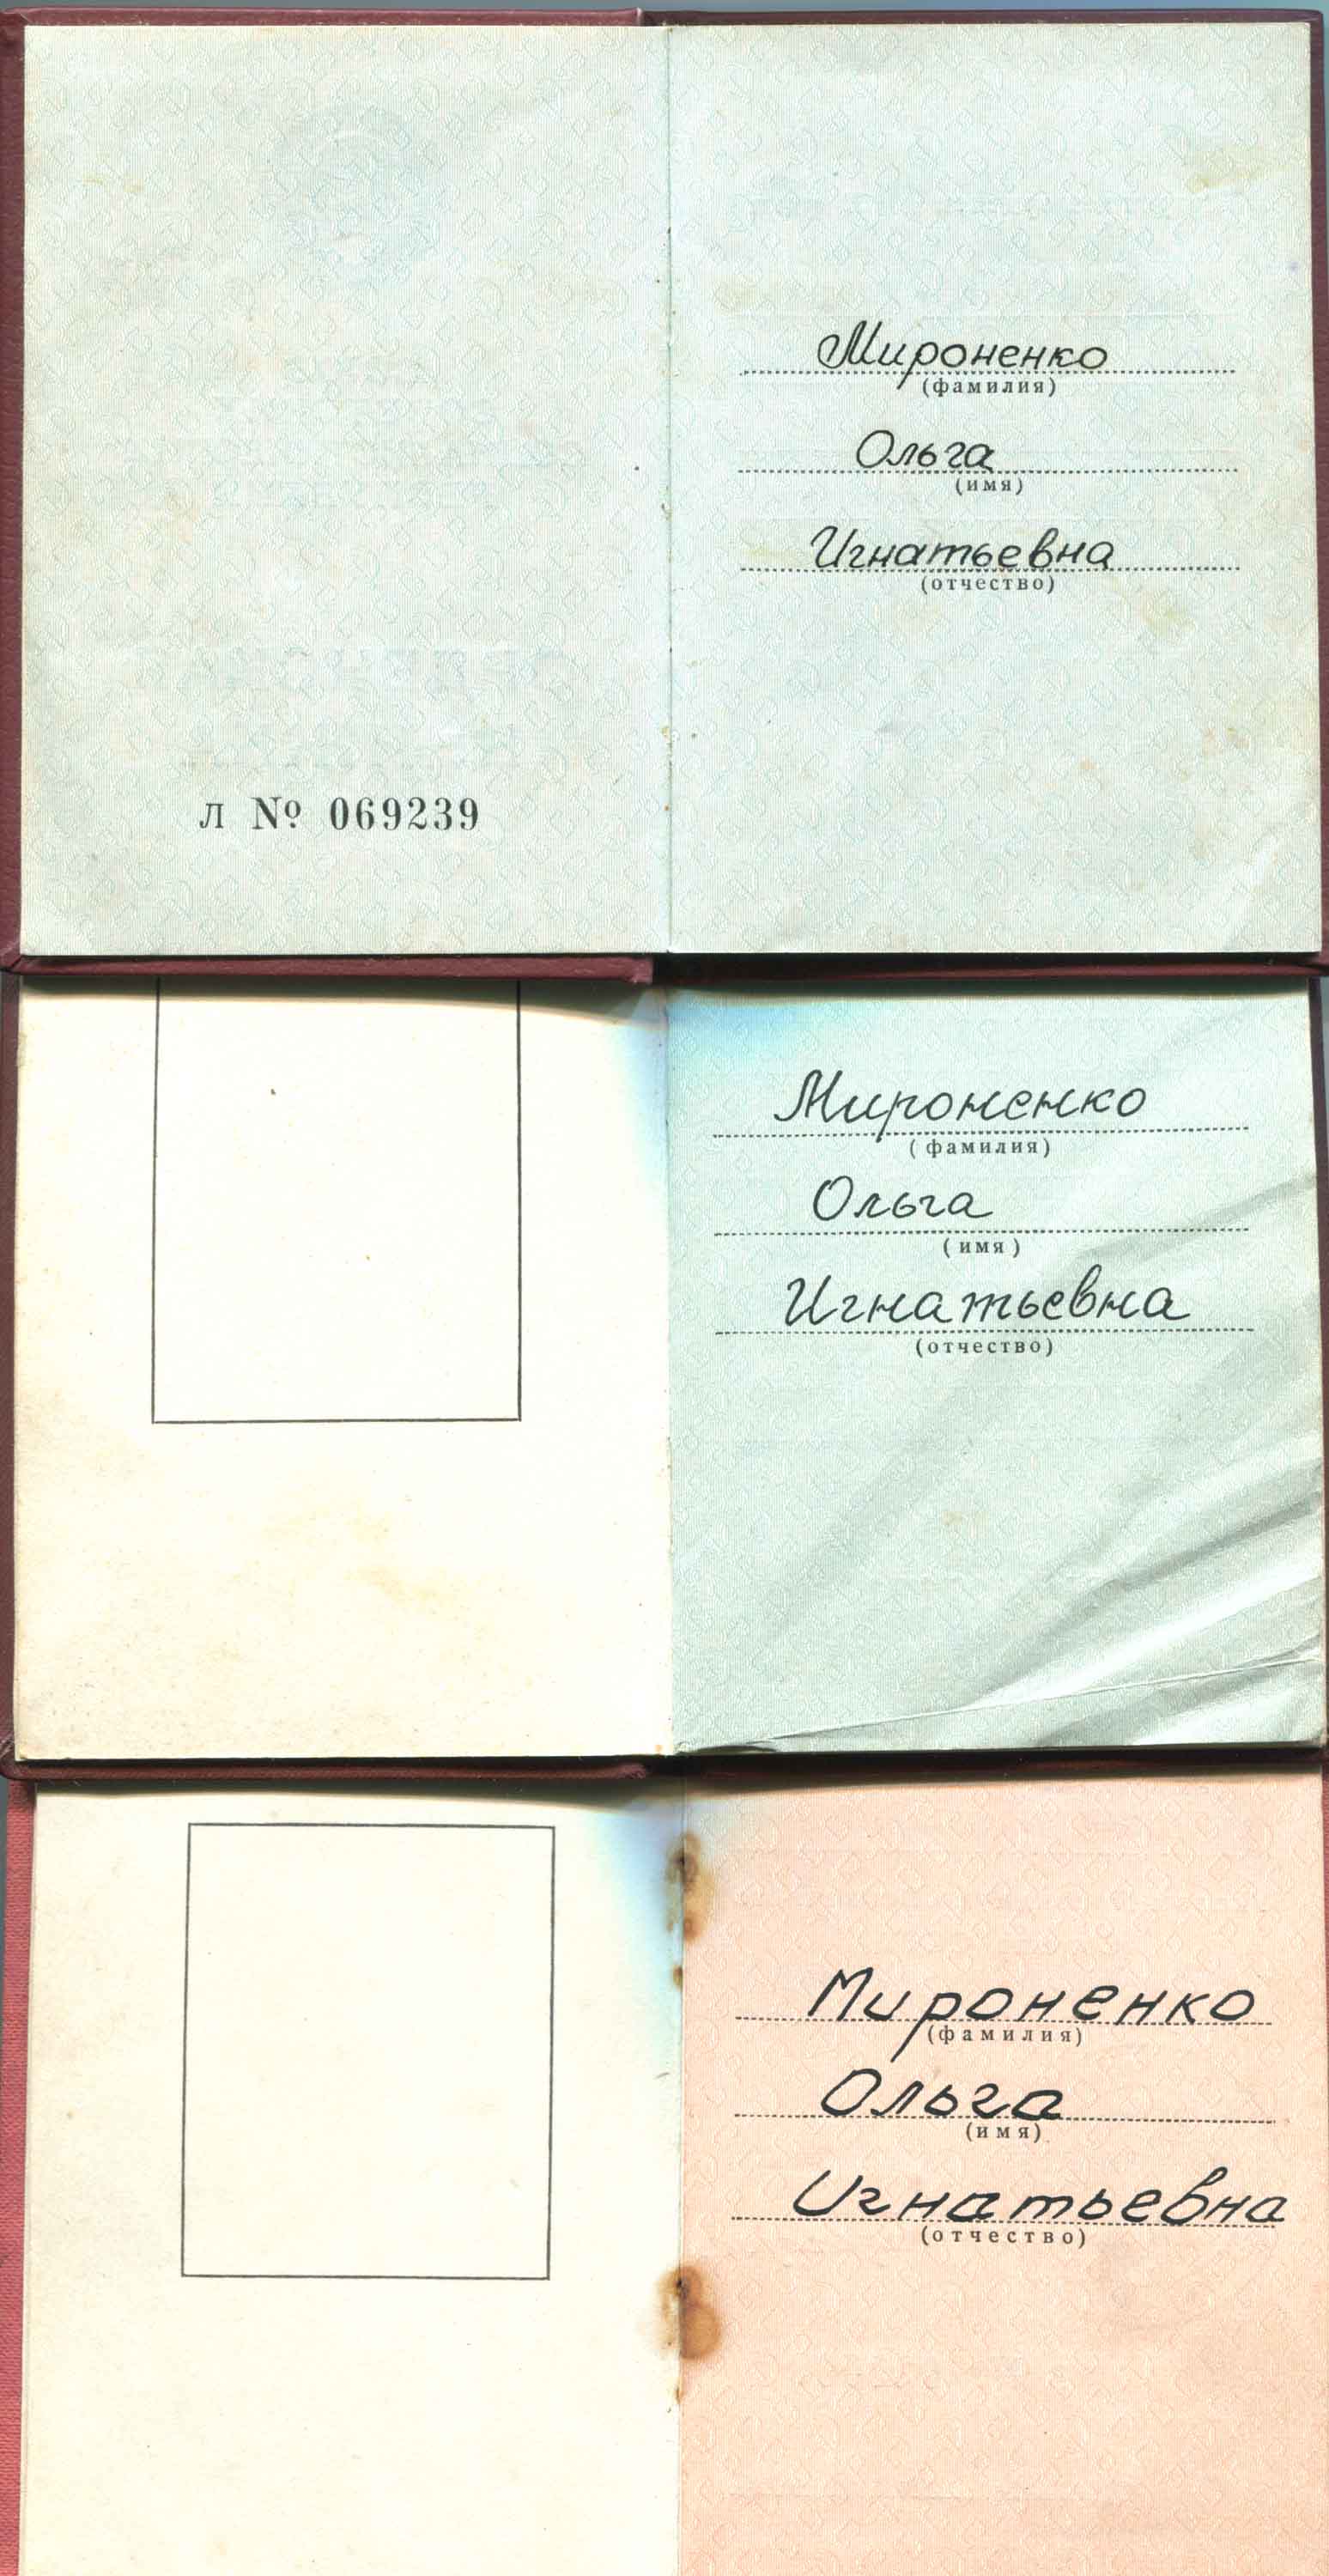 Мироненко
(фамилия)
Ольга
(имя)
Игнатьевна
(отчество)
л № 069239
Мироненко
(фамилия)
Ольга
(имя)
Игнатьевна
(отчество)
Мироненко
(фамилия)
Ольга
(имя)
Игнатьевна
(отчество)